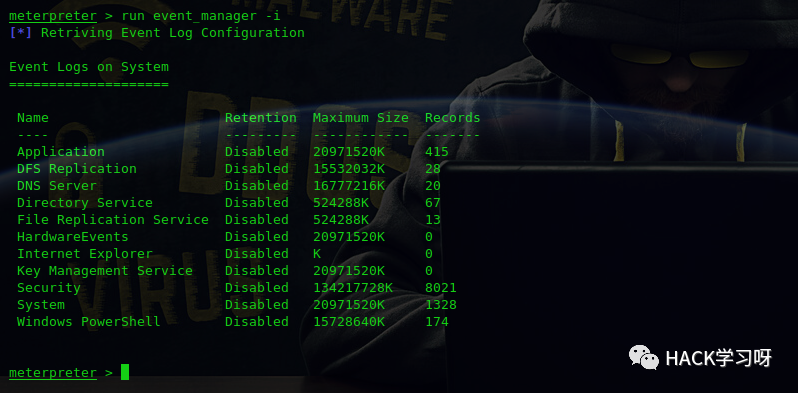 meterpreter > run event_manager -i
[*] Retriving Event Log Configuration
Event Logs on System
====================
Name Retention Maximum Size Records
---- --------- ------------ -------
Application Disabled 20971520K 415
DFS Replication Disabled 15532032K 28
DNS Server Disabled 16777216K 20
Directory Service Disabled 524288K 67
File Replication Service Disabled 524288K 13
HardwareEvents Disabled 20971520K 0
Internet Explorer Disabled K 0
Key Management Service Disabled 20971520K 0
Security Disabled 134217728K 8021
System Disabled 20971520K 1328
Windows PowerShell Disabled 15728640K 174
meterpreter >
MALWARE
DDOS
VIRUS
HACK学习呀